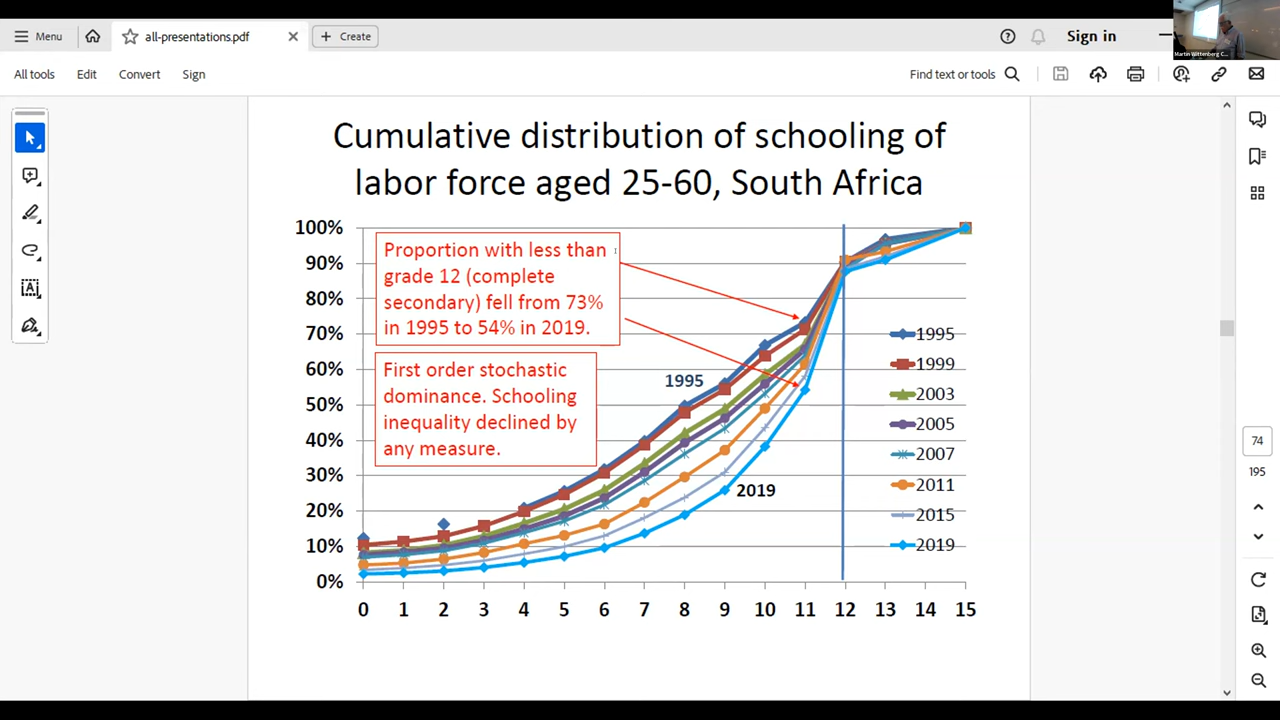 Menu
all-presentations.pdf
Create
Sign in
Martin Wittenberg C...
All tools
Edit
Convert
Sign
Find text or tools
Cumulative distribution of schooling of
labor force aged 25-60, South Africa
100%
90%
80%
70%
60%
50%
40%
30%
20%
10%
0%
Proportion with less than
grade 12 (complete
secondary) fell from 73%
in 1995 to 54% in 2019.
First order stochastic
dominance. Schooling
inequality declined by
any measure.
1995
2019
1995
1999
2003
2005
2007
2011
2015
2019
0 1 2 3 4 5 6 7 8 9 10 11 12 13 14 15
74
195